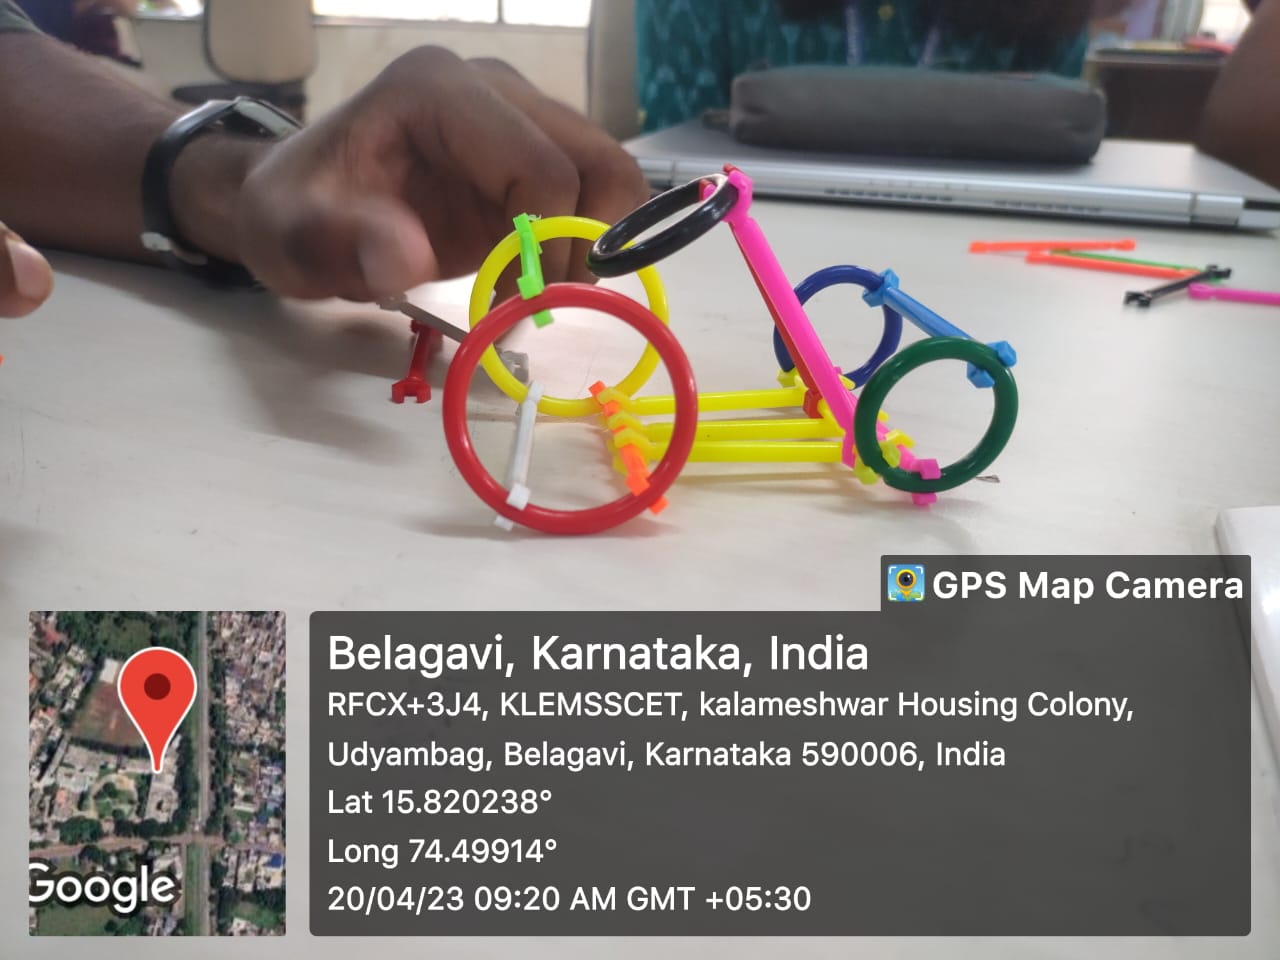 GPS Map Camera
Belagavi, Karnataka, India
RFCX+3J4, KLEMSSCET, kalameshwar Housing Colony,
Udyambag, Belagavi, Karnataka 590006, India
Lat 15.820238°
Long 74.49914°
20/04/23 09:20 AM GMT +05:30
Google